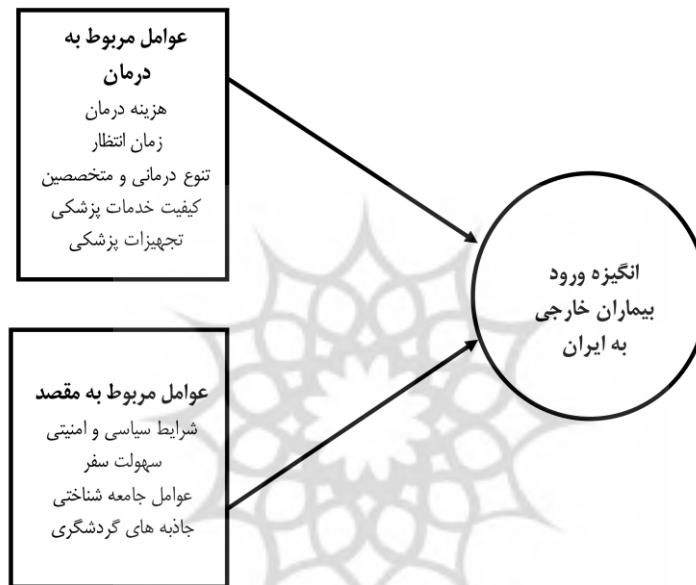 عوامل مربوط به
درمان
هزینه درمان
زمان انتظار
تنوع درمانی و متخصصین
کیفیت خدمات پزشکی
تجهیزات پزشکی
انگیزه ورود
بیماران خارجی
به ایران
عوامل مربوط به مقصد
شرایط سیاسی و امنیتی
سهولت سفر
عوامل جامعه شناختی
جاذبه های گردشگری